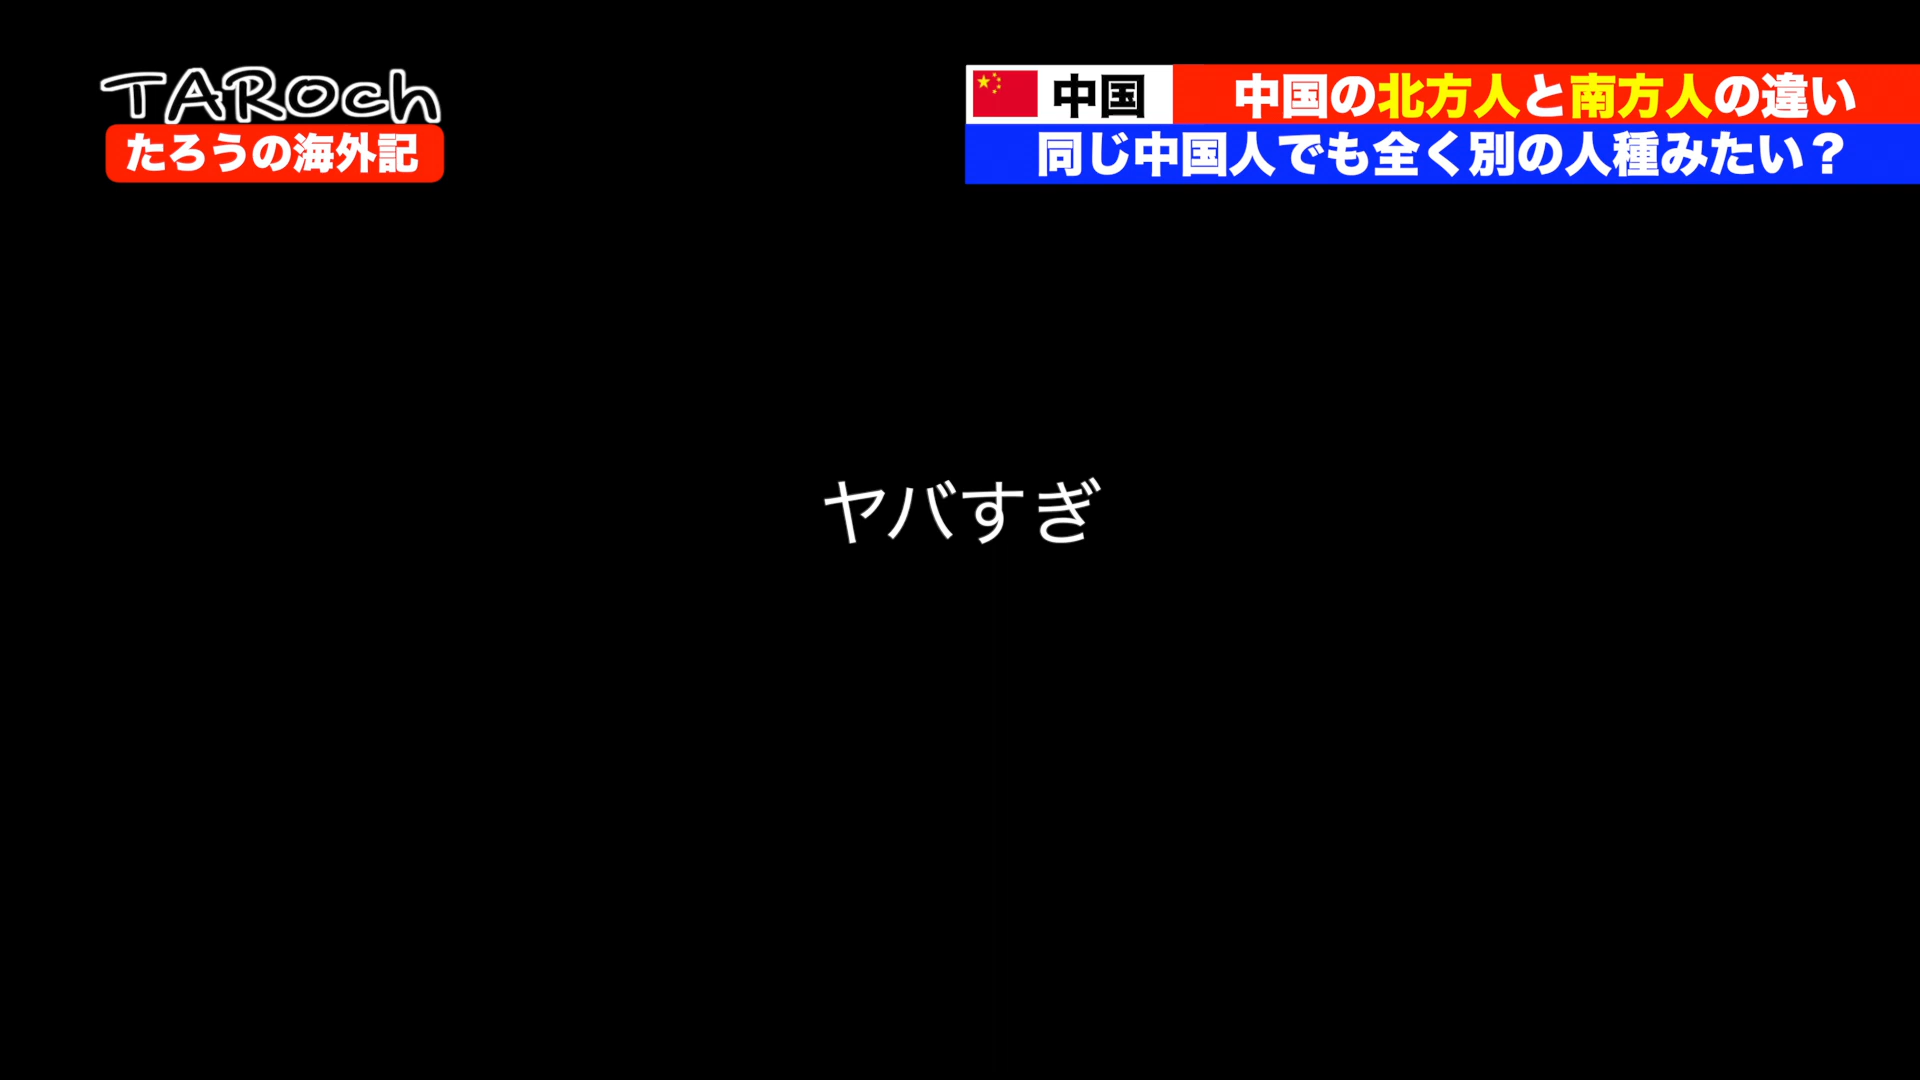 TARoch
たろうの海外記
中国 中国の北方人と南方人の違い
同じ中国人でも全く別の人種みたい？
ヤバすぎ